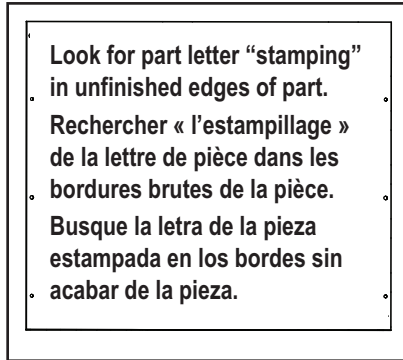 Look for part letter “stamping”
in unfinished edges of part.
Rechercher « l’estampillage »
de la lettre de pièce dans les
bordures brutes de la pièce.
Busque la letra de la pieza
estampada en los bordes sin
acabar de la pieza.